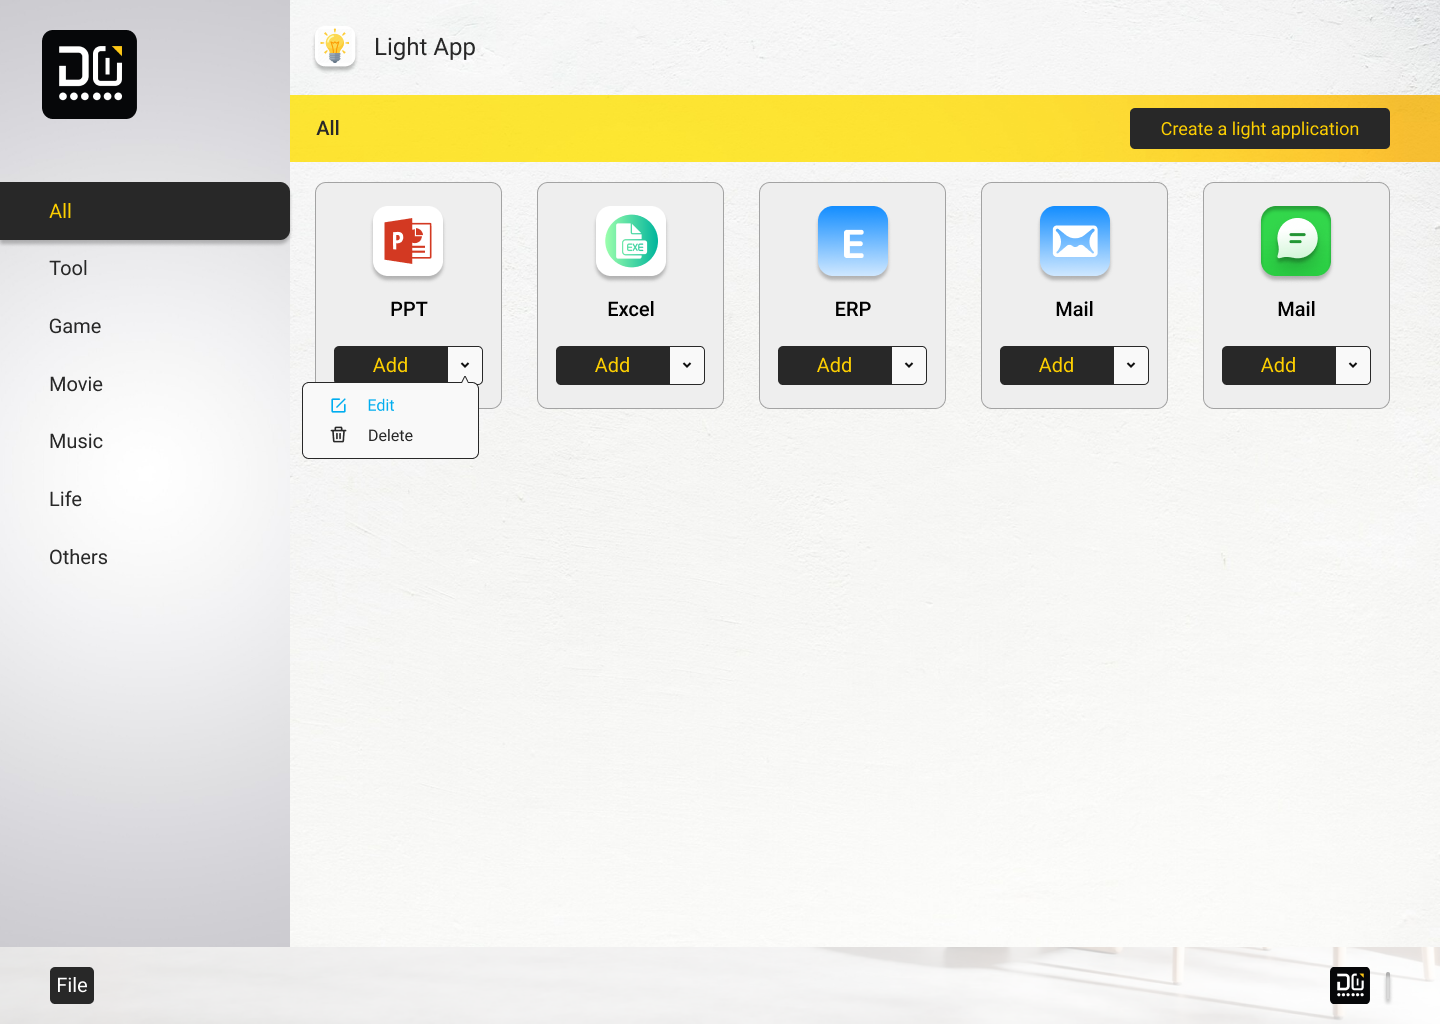 Light App
All
Create a light application
All
Tool
Game
Movie
Music
Life
Others
P
PPT
Add
Edit
Delete
EXE
Excel
Add
E
ERP
Add
Mail
Add
Mail
Add
File